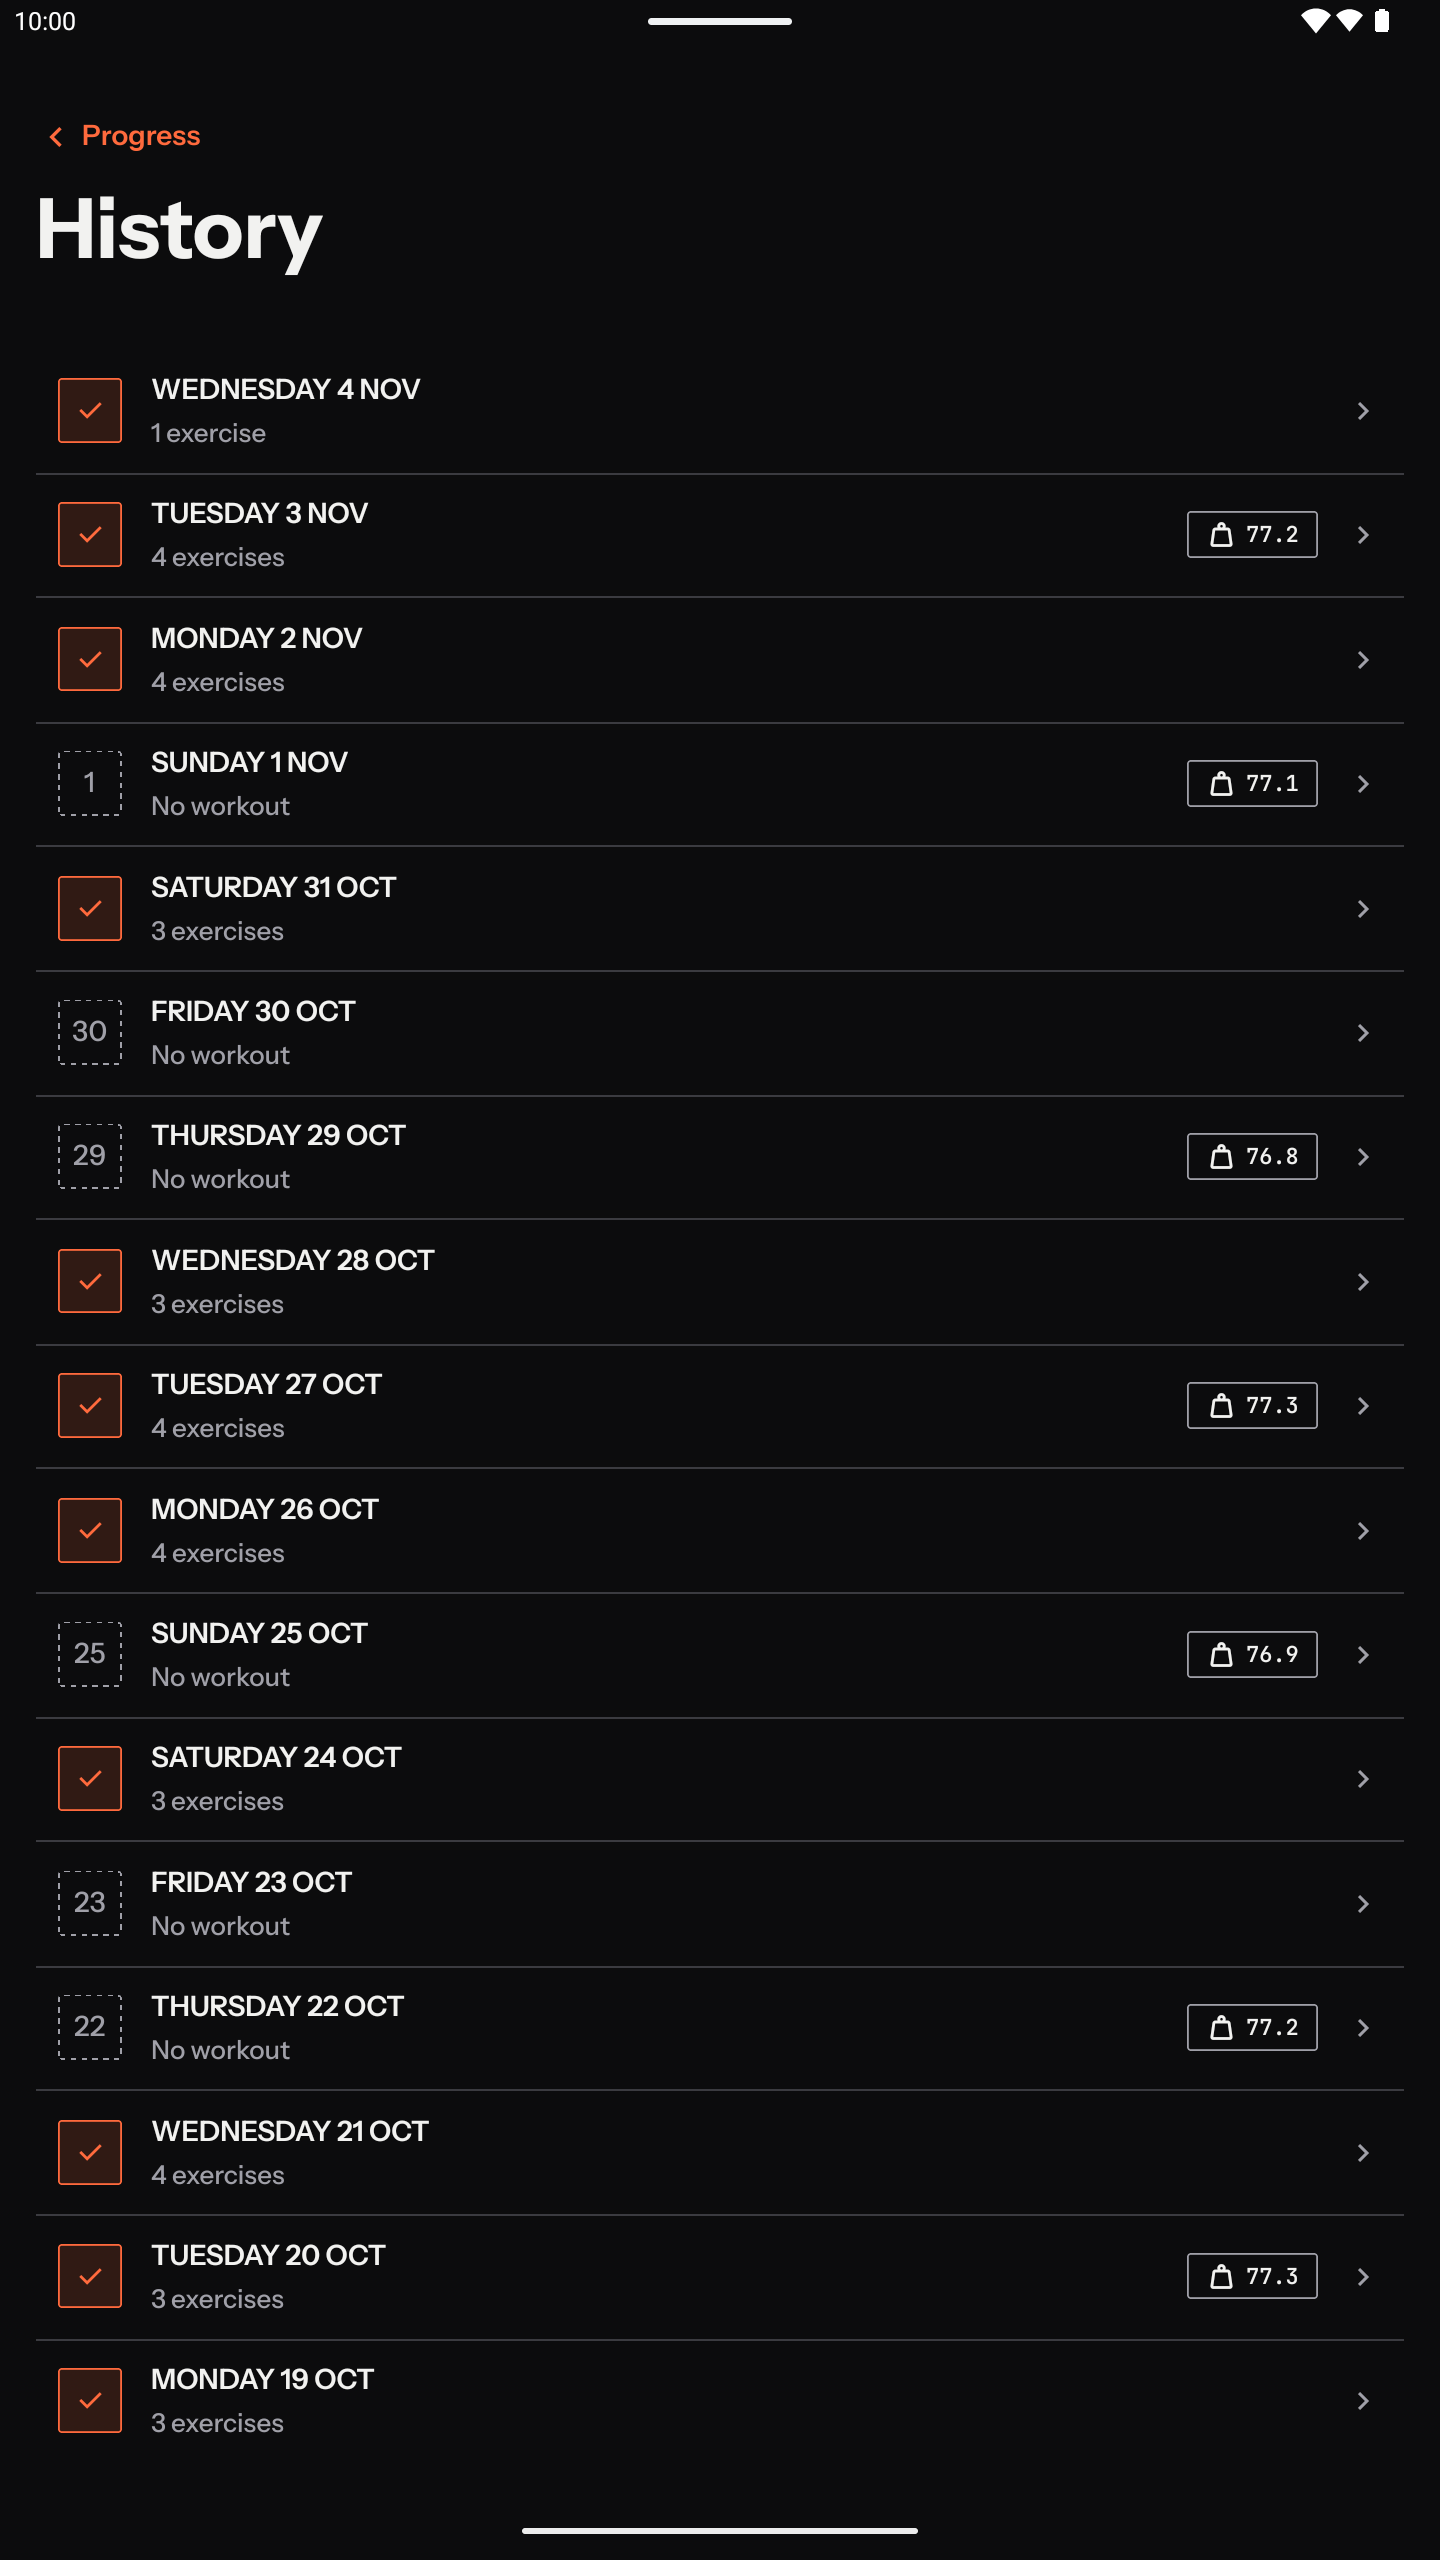 10:00
Progress
History
WEDNESDAY 4 NOV
1 exercise
TUESDAY 3 NOV
4 exercises
77.2
MONDAY 2 NOV
4 exercises
1
SUNDAY 1 NOV
No workout
77.1
SATURDAY 31 OCT
3 exercises
30
FRIDAY 30 OCT
No workout
29
THURSDAY 29 OCT
No workout
76.8
WEDNESDAY 28 OCT
3 exercises
TUESDAY 27 OCT
4 exercises
77.3
MONDAY 26 OCT
4 exercises
25
SUNDAY 25 OCT
No workout
76.9
SATURDAY 24 OCT
3 exercises
23
FRIDAY 23 OCT
No workout
22
THURSDAY 22 OCT
No workout
77.2
WEDNESDAY 21 OCT
4 exercises
TUESDAY 20 OCT
3 exercises
77.3
MONDAY 19 OCT
3 exercises